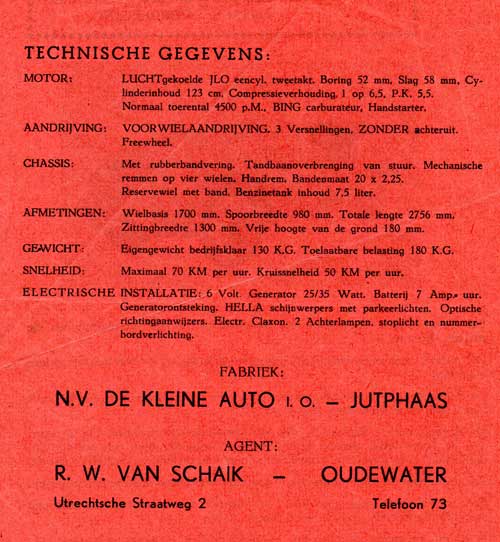 TECHNISCHE GEGEVENS:
MOTOR: LUCHTgekoelde JLO eencyl. tweetakt. Boring 52 mm, Slag 58 mm, Cy-
linderinhoud 123 cm, Compressieverhouding, 1 op 6,5, P.K. 5,5.
Normaal toerental 4500 p.M., BING carburateur, Handstarter.
AANDRIJVING: VOORWIELAANDRIJVING. 3 Versnellingen, ZONDER achteruit.
Freewheel.
CHASSIS: Met rubberbandvering. Tandbaanoverbrenging van stuur. Mechanische
remmen op vier wielen. Handrem. Bandenmaat 20 x 2,25.
Reservewiel met band. Benzinetank inhoud 7,5 liter.
AFMETINGEN: Wielbasis 1700 mm. Spoorbreedte 980 mm. Totale lengte 2756 mm.
Zittingbreedte 1300 mm. Vrije hoogte van de grond 180 mm.
GEWICHT: Eigengewicht bedrijfsklaar 130 K.G. Toelaatbare belasting 180 K.G.
SNELHEID: Maximaal 70 KM per uur. Kruissnelheid 50 KM per uur.
ELECTRISCHE INSTALLATIE: 6 Volt. Generator 25/35 Watt. Batterij 7 Amp. uur.
Generatorontsteking. HELLA schijnwerpers met parkeerlichten. Optische
richtingaanwijzers. Electr. Claxon. 2 Achterlampen, stoplicht en nummer-
bordverlichting.
FABRIEK:
N.V. DE KLEINE AUTO I. O. – JUTPHAAS
AGENT:
R. W. VAN SCHAIK – OUDEWATER
Utrechtsche Straatweg 2 Telefoon 73